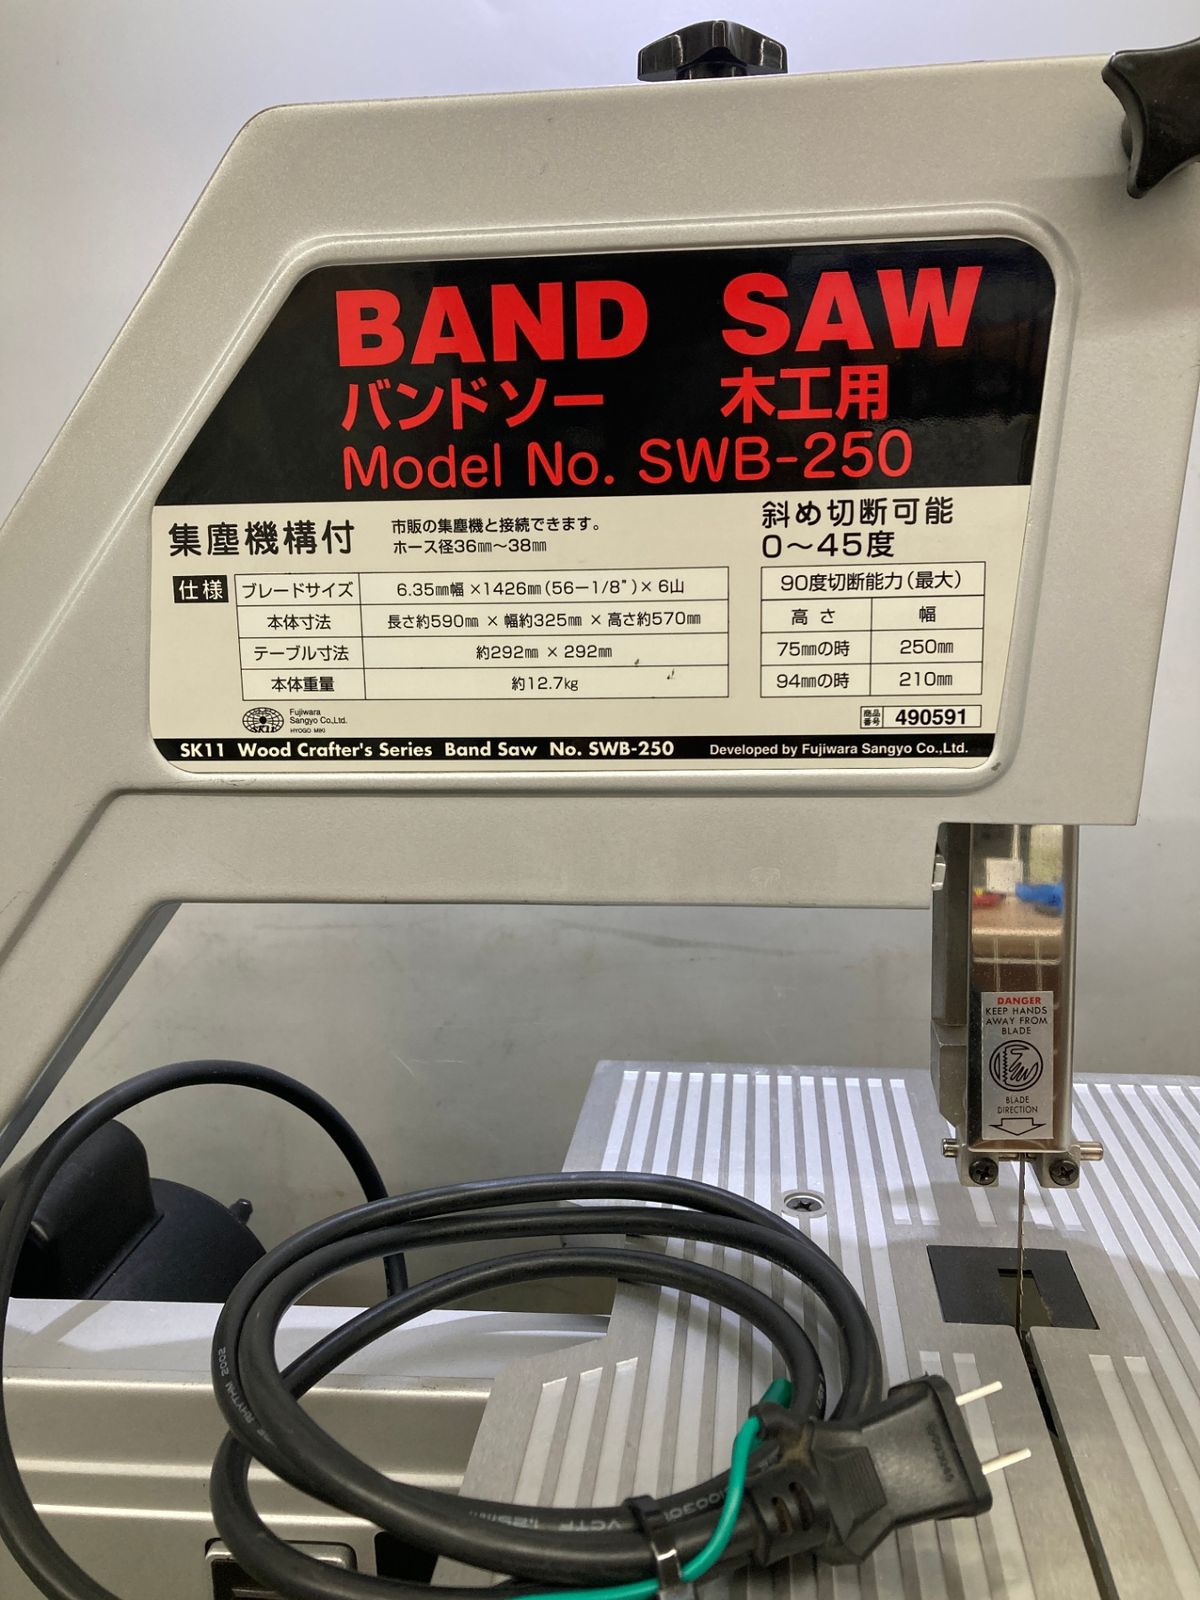 BAND SAW
バンドソー 木工用
Model No. SWB-250
集塵機構付
市販の集塵機と接続できます。
ホース径36㎜～38㎜
斜め切断可能
0～45度
仕様
ブレードサイズ 6.35㎜幅 ×1426㎜(56－1/8")× 6山
本体寸法 長さ約590㎜ × 幅約325㎜ × 高さ約570㎜
テーブル寸法 約292㎜ × 292㎜
本体重量 約12.7㎏
90度切断能力(最大)
高さ 幅
75㎜の時 250㎜
94㎜の時 210㎜
SK11
Fujiwara
Sangyo Co.,Ltd.
HYOGO MIKI
商品番号 490591
SK11 Wood Crafter's Series Band Saw No. SWB-250 Developed by Fujiwara Sangyo Co.,Ltd.
DANGER
KEEP HANDS
AWAY FROM
BLADE
BLADE
DIRECTION
RHYTHM 2002
VCTF 1.25